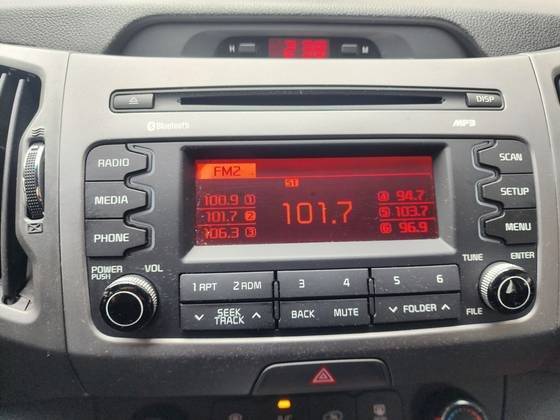 H M
DISP
Bluetooth MP3
RADIO
MEDIA
PHONE
FM2
ST
100.9 1
101.7 2
106.3 3
101.7
4 94.7
5 103.7
6 96.9
SCAN
SETUP
MENU
POWER
PUSH
VOL
TUNE
ENTER
FILE
1 RPT 2 RDM 3 4 5 6
SEEK
TRACK
BACK MUTE
FOLDER